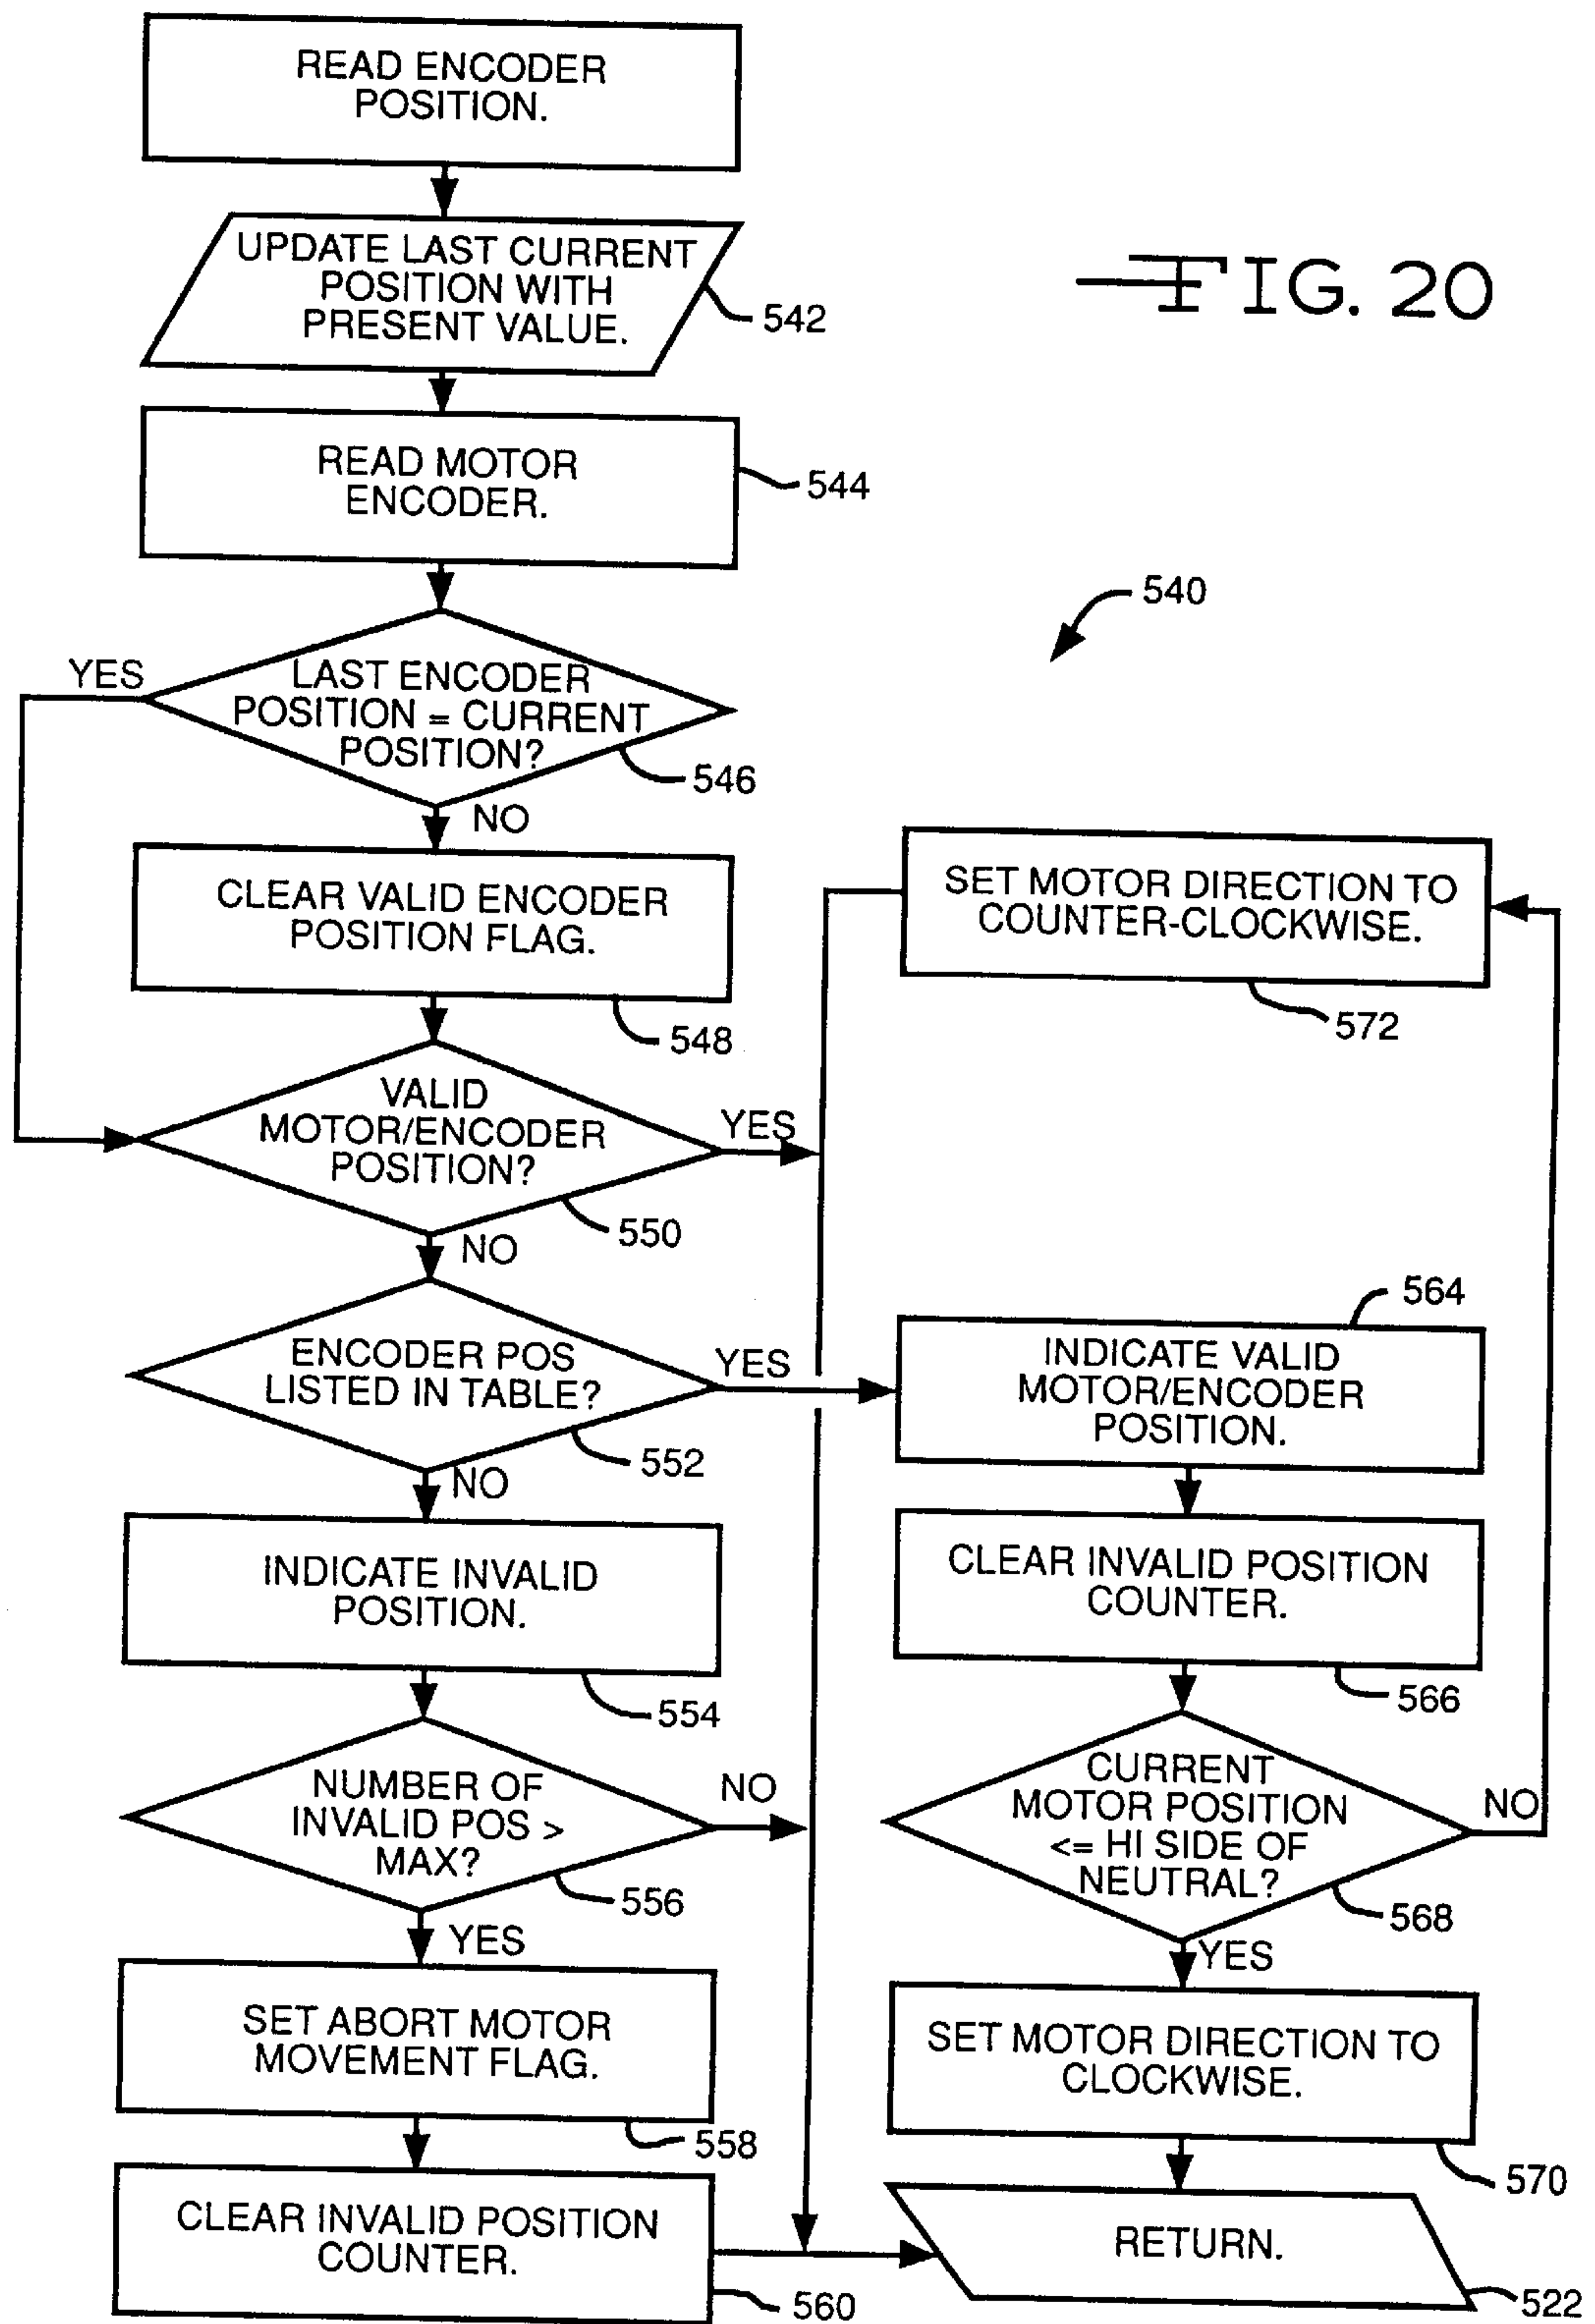 READ ENCODER
POSITION.
UPDATE LAST CURRENT
POSITION WITH
PRESENT VALUE.
542
FIG. 20
READ MOTOR
ENCODER.
544
540
YES
LAST ENCODER
POSITION = CURRENT
POSITION?
546
NO
CLEAR VALID ENCODER
POSITION FLAG.
548
SET MOTOR DIRECTION TO
COUNTER-CLOCKWISE.
572
VALID
MOTOR/ENCODER
POSITION?
YES
550
NO
ENCODER POS
LISTED IN TABLE?
YES
552
NO
564
INDICATE VALID
MOTOR/ENCODER
POSITION.
INDICATE INVALID
POSITION.
554
CLEAR INVALID POSITION
COUNTER.
566
NUMBER OF
INVALID POS >
MAX?
NO
556
YES
CURRENT
MOTOR POSITION
<= HI SIDE OF
NEUTRAL?
NO
568
YES
SET ABORT MOTOR
MOVEMENT FLAG.
558
SET MOTOR DIRECTION TO
CLOCKWISE.
570
CLEAR INVALID POSITION
COUNTER.
560
RETURN.
522